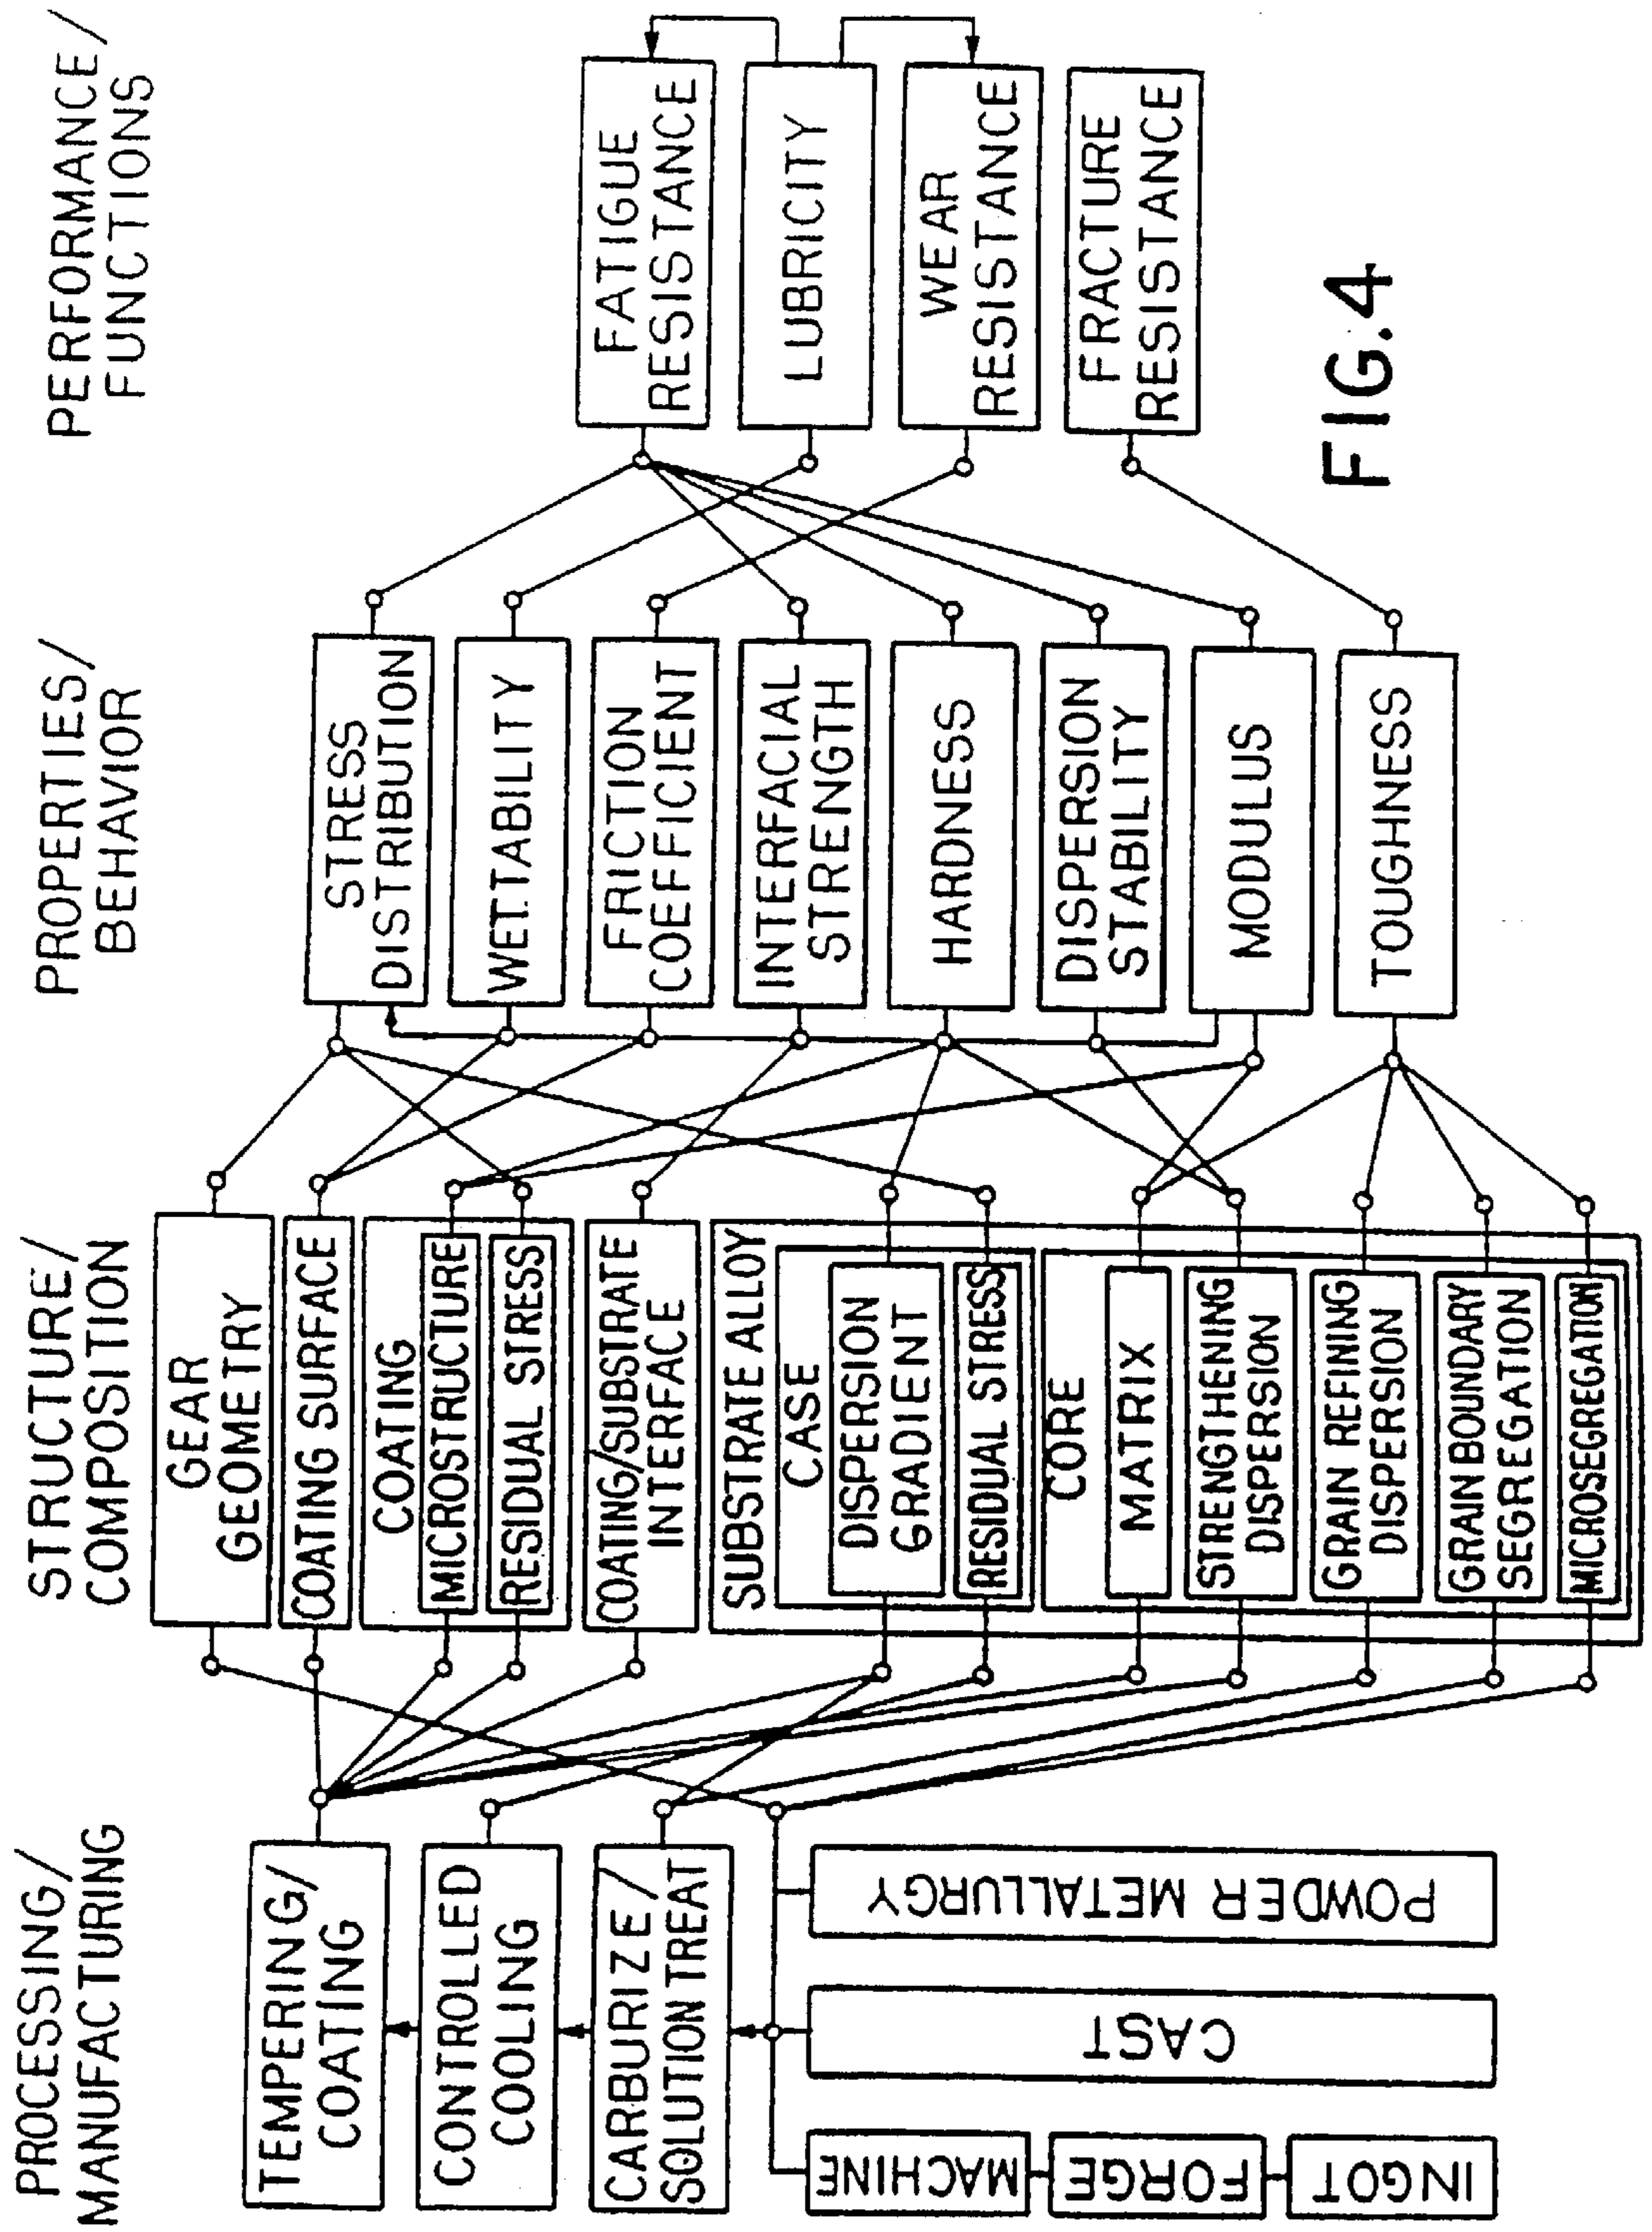 PROCESSING/
MANUFACTURING
TEMPERING/
COATING
CONTROLLED
COOLING
CARBURIZE/
SOLUTION TREAT
MACHINE
FORGE
INGOT
CAST
POWDER METALLURGY
STRUCTURE/
COMPOSITION
GEAR
GEOMETRY
COATING SURFACE
COATING
MICROSTRUCTURE
RESIDUAL STRESS
COATING/SUBSTRATE
INTERFACE
SUBSTRATE ALLOY
CASE
DISPERSION
GRADIENT
RESIDUAL STRESS
CORE
MATRIX
STRENGTHENING
DISPERSION
GRAIN REFINING
DISPERSION
GRAIN BOUNDARY
SEGREGATION
MICROSEGREGATION
PROPERTIES/
BEHAVIOR
STRESS
DISTRIBUTION
WETTABILITY
FRICTION
COEFFICIENT
INTERFACIAL
STRENGTH
HARDNESS
DISPERSION
STABILITY
MODULUS
TOUGHNESS
PERFORMANCE/
FUNCTIONS
FATIGUE
RESISTANCE
LUBRICITY
WEAR
RESISTANCE
FRACTURE
RESISTANCE
FIG.4